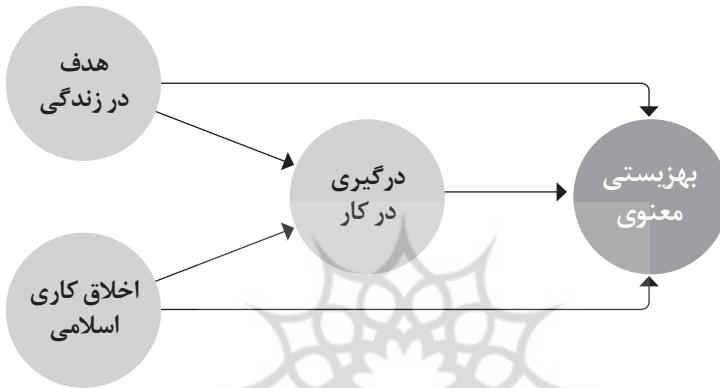 هدف
در زندگی
درگیری
در کار
بهزیستی
معنوی
اخلاق کاری
اسلامی